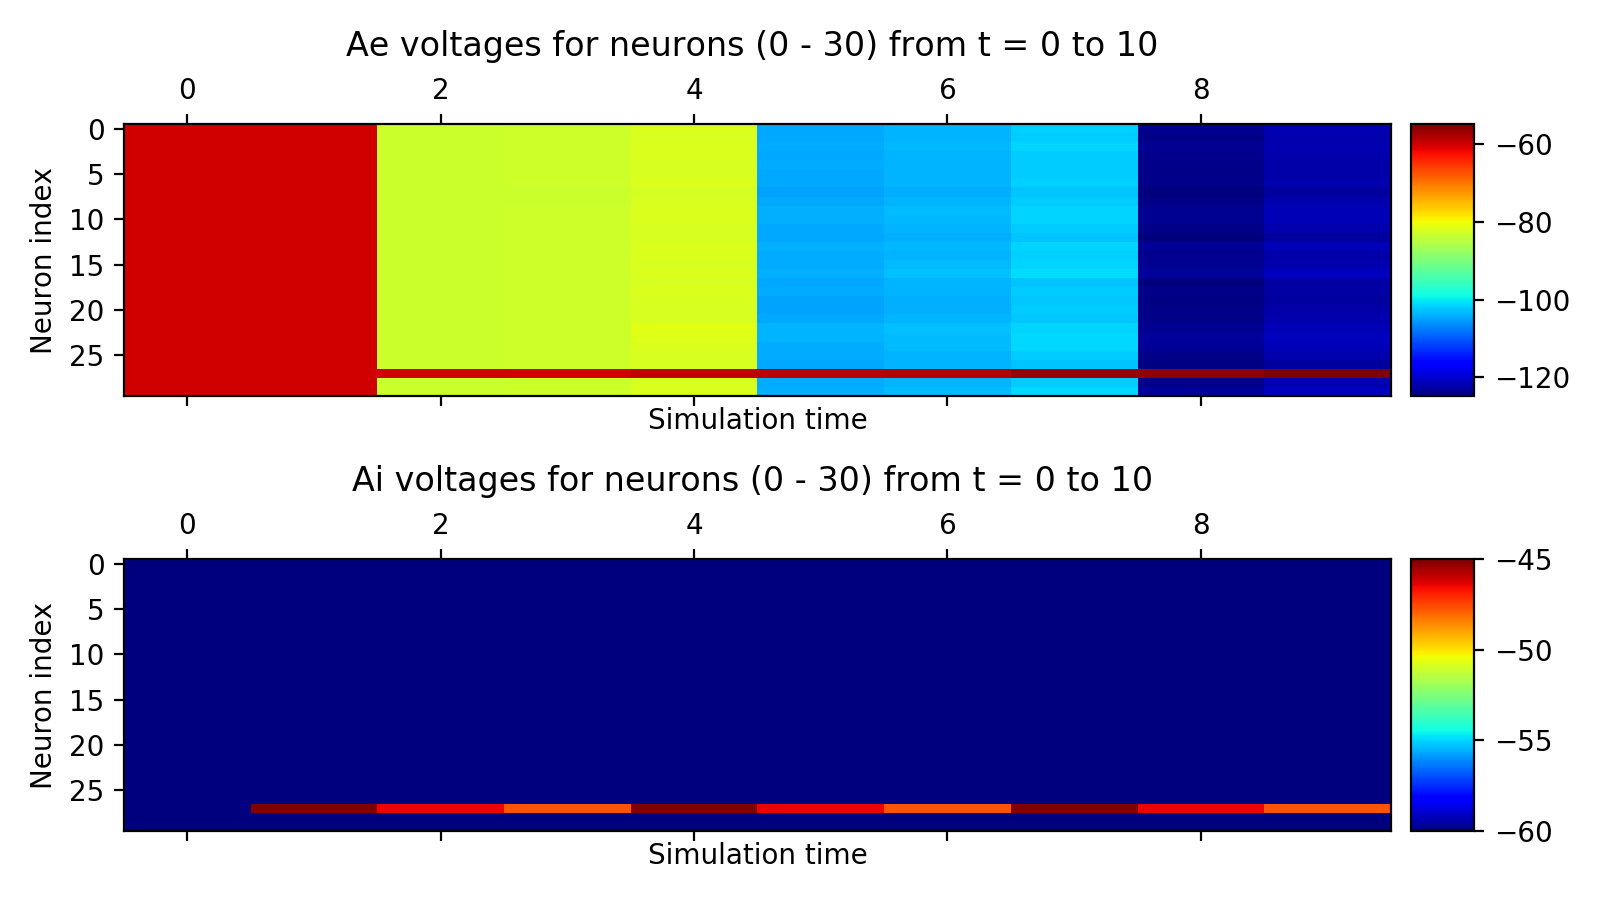 Ae voltages for neurons (0 - 30) from t = 0 to 10
0 2 4 6 8
Neuron index
0
5
10
15
20
25
−60
−80
−100
−120
Simulation time
Ai voltages for neurons (0 - 30) from t = 0 to 10
0 2 4 6 8
Neuron index
0
5
10
15
20
25
−45
−50
−55
−60
Simulation time